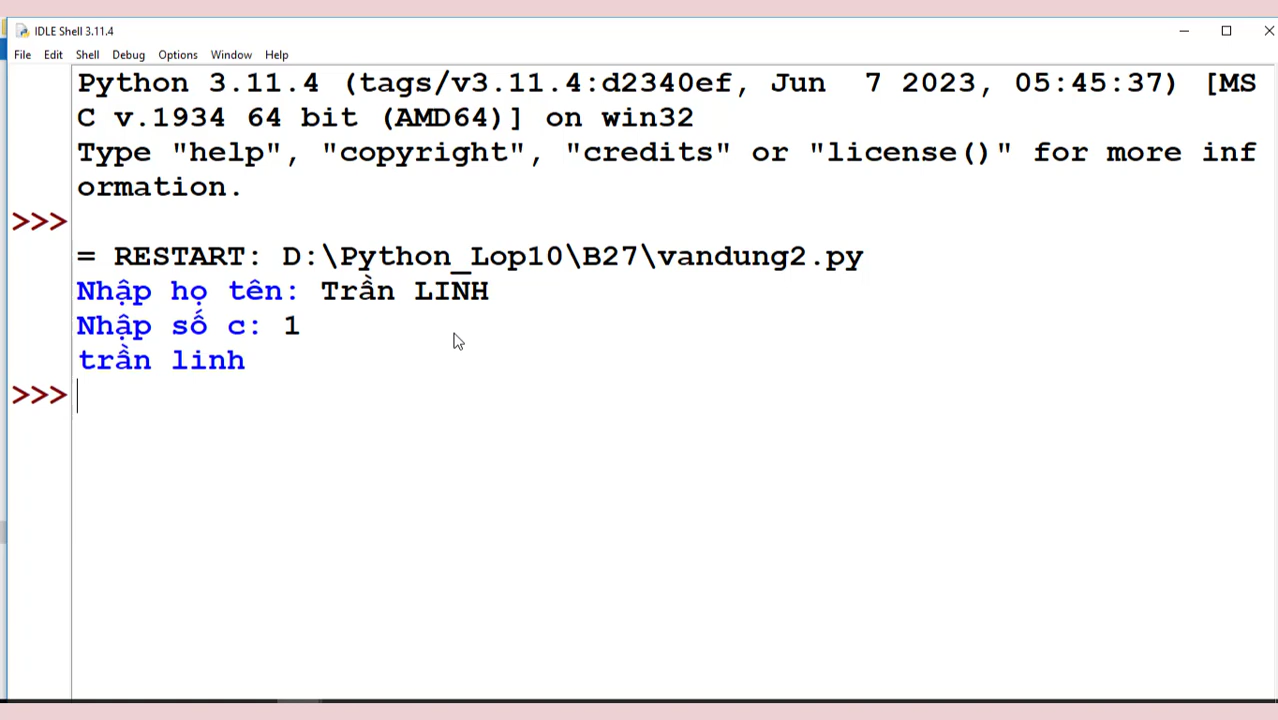 IDLE Shell 3.11.4
File Edit Shell Debug Options Window Help
Python 3.11.4 (tags/v3.11.4:d2340ef, Jun  7 2023, 05:45:37) [MS
C v.1934 64 bit (AMD64)] on win32
Type "help", "copyright", "credits" or "license()" for more inf
ormation.
>>>
= RESTART: D:\Python_Lop10\B27\vandung2.py
Nhập họ tên: Trần LINH
Nhập số c: 1
trần linh
>>>